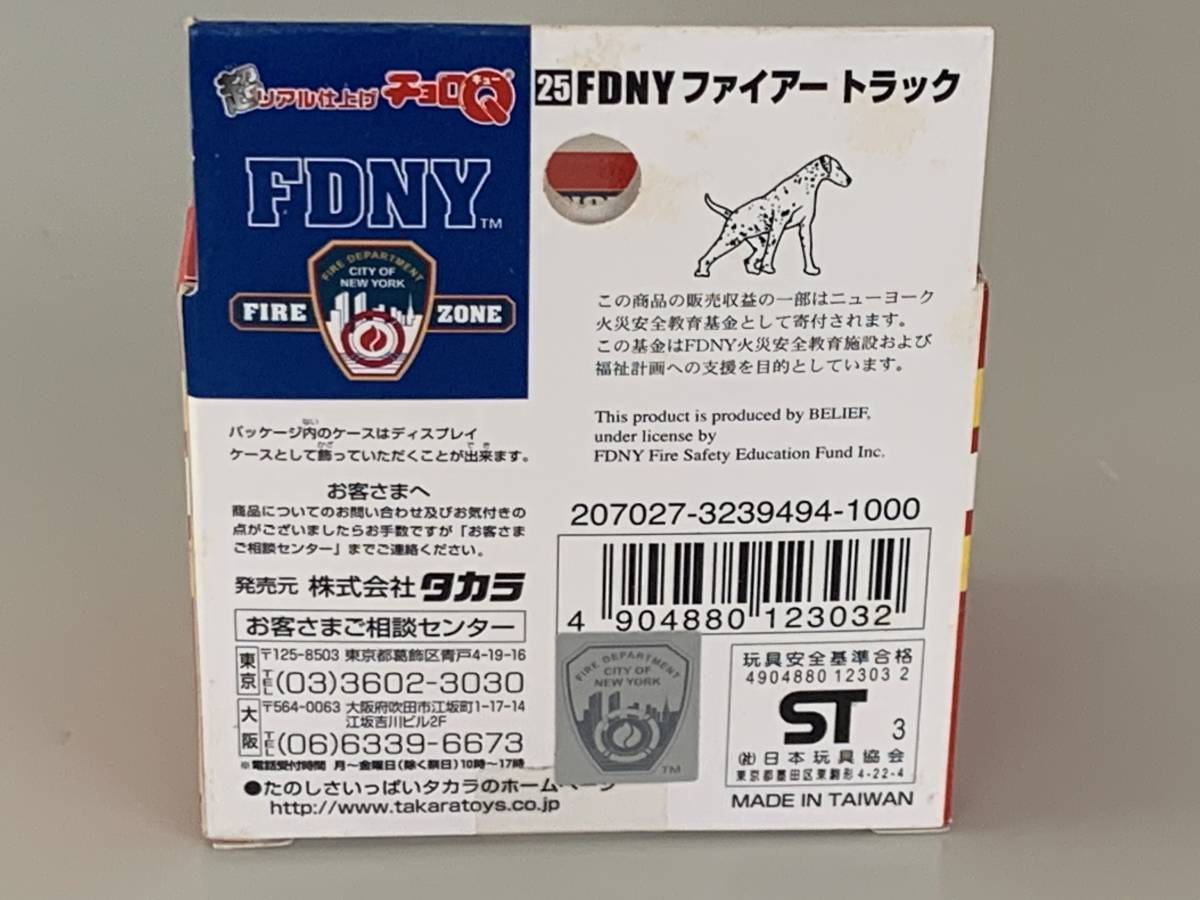 超リアル仕上げ チョロQ キュー
FDNY™
FIRE DEPARTMENT
CITY OF
NEW YORK
FIRE ZONE
25 FDNY ファイアー トラック
この商品の販売収益の一部はニューヨーク
火災安全教育基金として寄付されます。
この基金はFDNY火災安全教育施設および
福祉計画への支援を目的としています。
This product is produced by BELIEF,
under license by
FDNY Fire Safety Education Fund Inc.
パッケージ内のケースはディスプレイ
ケースとして飾っていただくことが出来ます。
お客さまへ
商品についてのお問い合わせ及びお気付きの
点がございましたらお手数ですが「お客さま
ご相談センター」までご連絡ください。
発売元 株式会社 タカラ
お客さまご相談センター
東京 〒125-8503 東京都葛飾区青戸4-19-16
TEL (03)3602-3030
大阪 〒564-0063 大阪府吹田市江坂町1-17-14
江坂吉川ビル2F
TEL (06)6339-6673
※電話受付時間 月〜金曜日(除く祭日)10時〜17時
●たのしさいっぱいタカラのホームページ
http://www.takaratoys.co.jp
207027-3239494-1000
4 904880 123032
FIRE DEPARTMENT
CITY OF
NEW YORK
TM
玩具安全基準合格
4904880 12303 2
ST 3
(社)日本玩具協会
東京都墨田区東駒形4-22-4
MADE IN TAIWAN